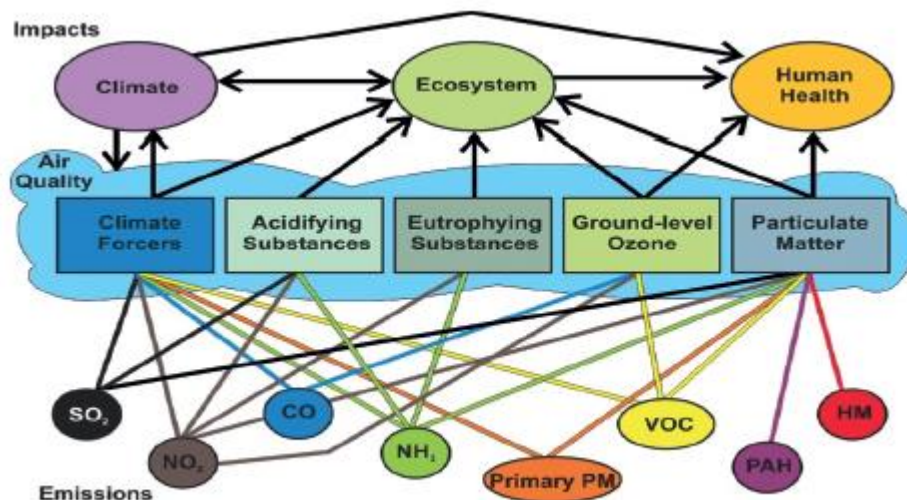 Impacts
Climate
Ecosystem
Human
Health
Air
Quality
Climate
Forcers
Acidifying
Substances
Eutrophying
Substances
Ground-level
Ozone
Particulate
Matter
SO₂
CO
VOC
HM
NOₓ
NH₃
PAH
Primary PM
Emissions